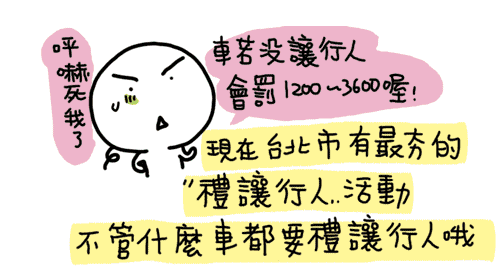 呼嚇死我了
車若沒讓行人
會罰1200~3600喔!
現在台北市有最夯的
"禮讓行人..活動
不管什麼車都要禮讓行人哦